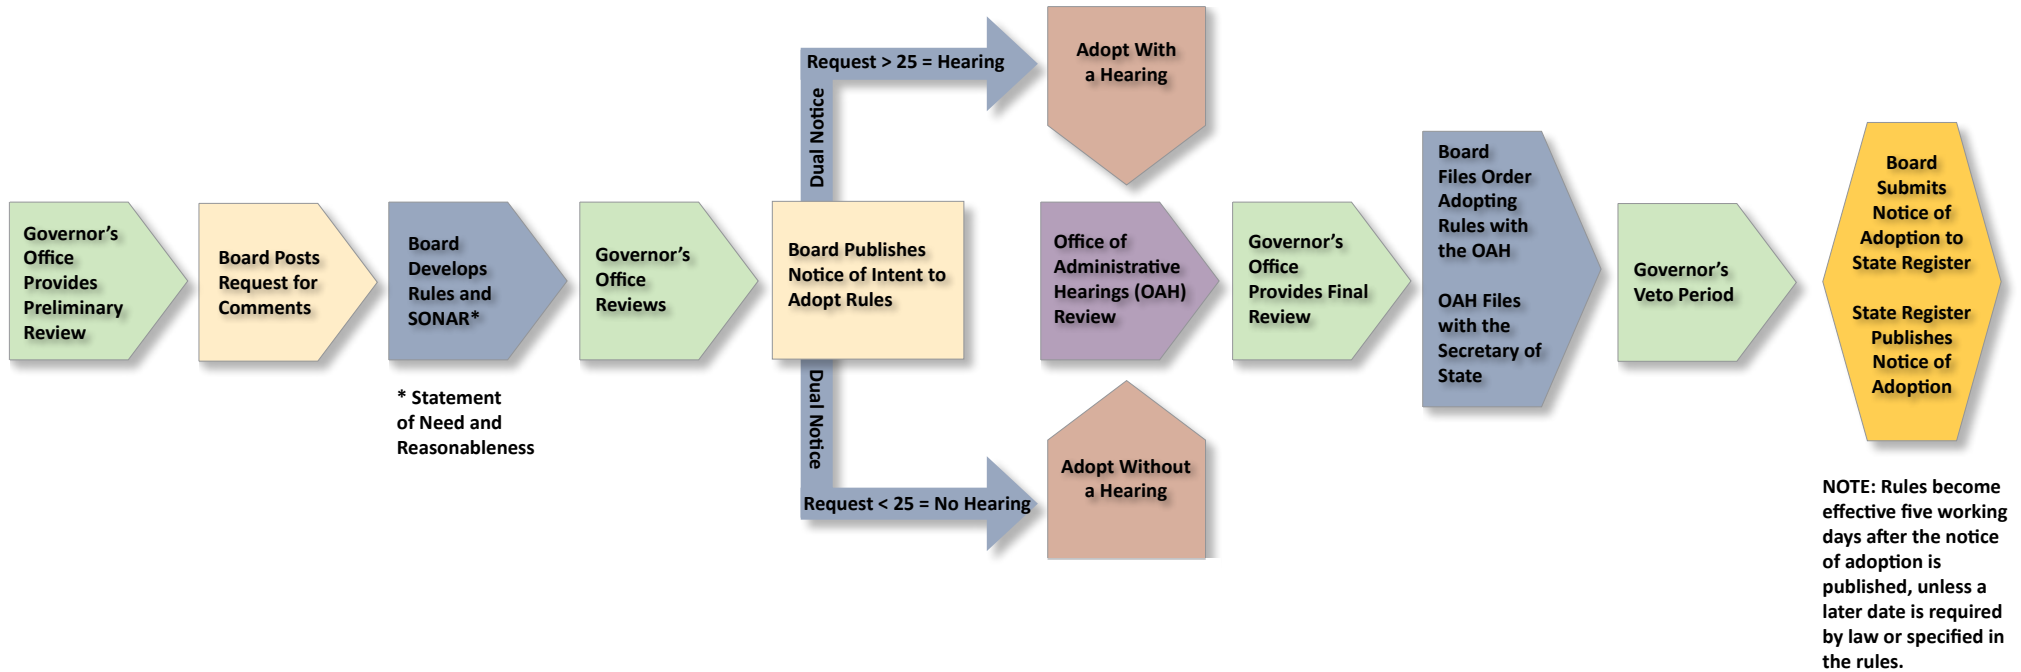 Governor’s
Office
Provides
Preliminary
Review
Board Posts
Request for
Comments
Board
Develops
Rules and
SONAR*
* Statement
of Need and
Reasonableness
Governor’s
Office
Reviews
Board Publishes
Notice of Intent to
Adopt Rules
Dual Notice
Request > 25 = Hearing
Adopt With
a Hearing
Dual Notice
Request < 25 = No Hearing
Adopt Without
a Hearing
Office of
Administrative
Hearings (OAH)
Review
Governor’s
Office
Provides Final
Review
Board
Files Order
Adopting
Rules with
the OAH
OAH Files
with the
Secretary of
State
Governor’s
Veto Period
Board
Submits
Notice of
Adoption to
State Register
State Register
Publishes
Notice of
Adoption
NOTE: Rules become
effective five working
days after the notice
of adoption is
published, unless a
later date is required
by law or specified in
the rules.